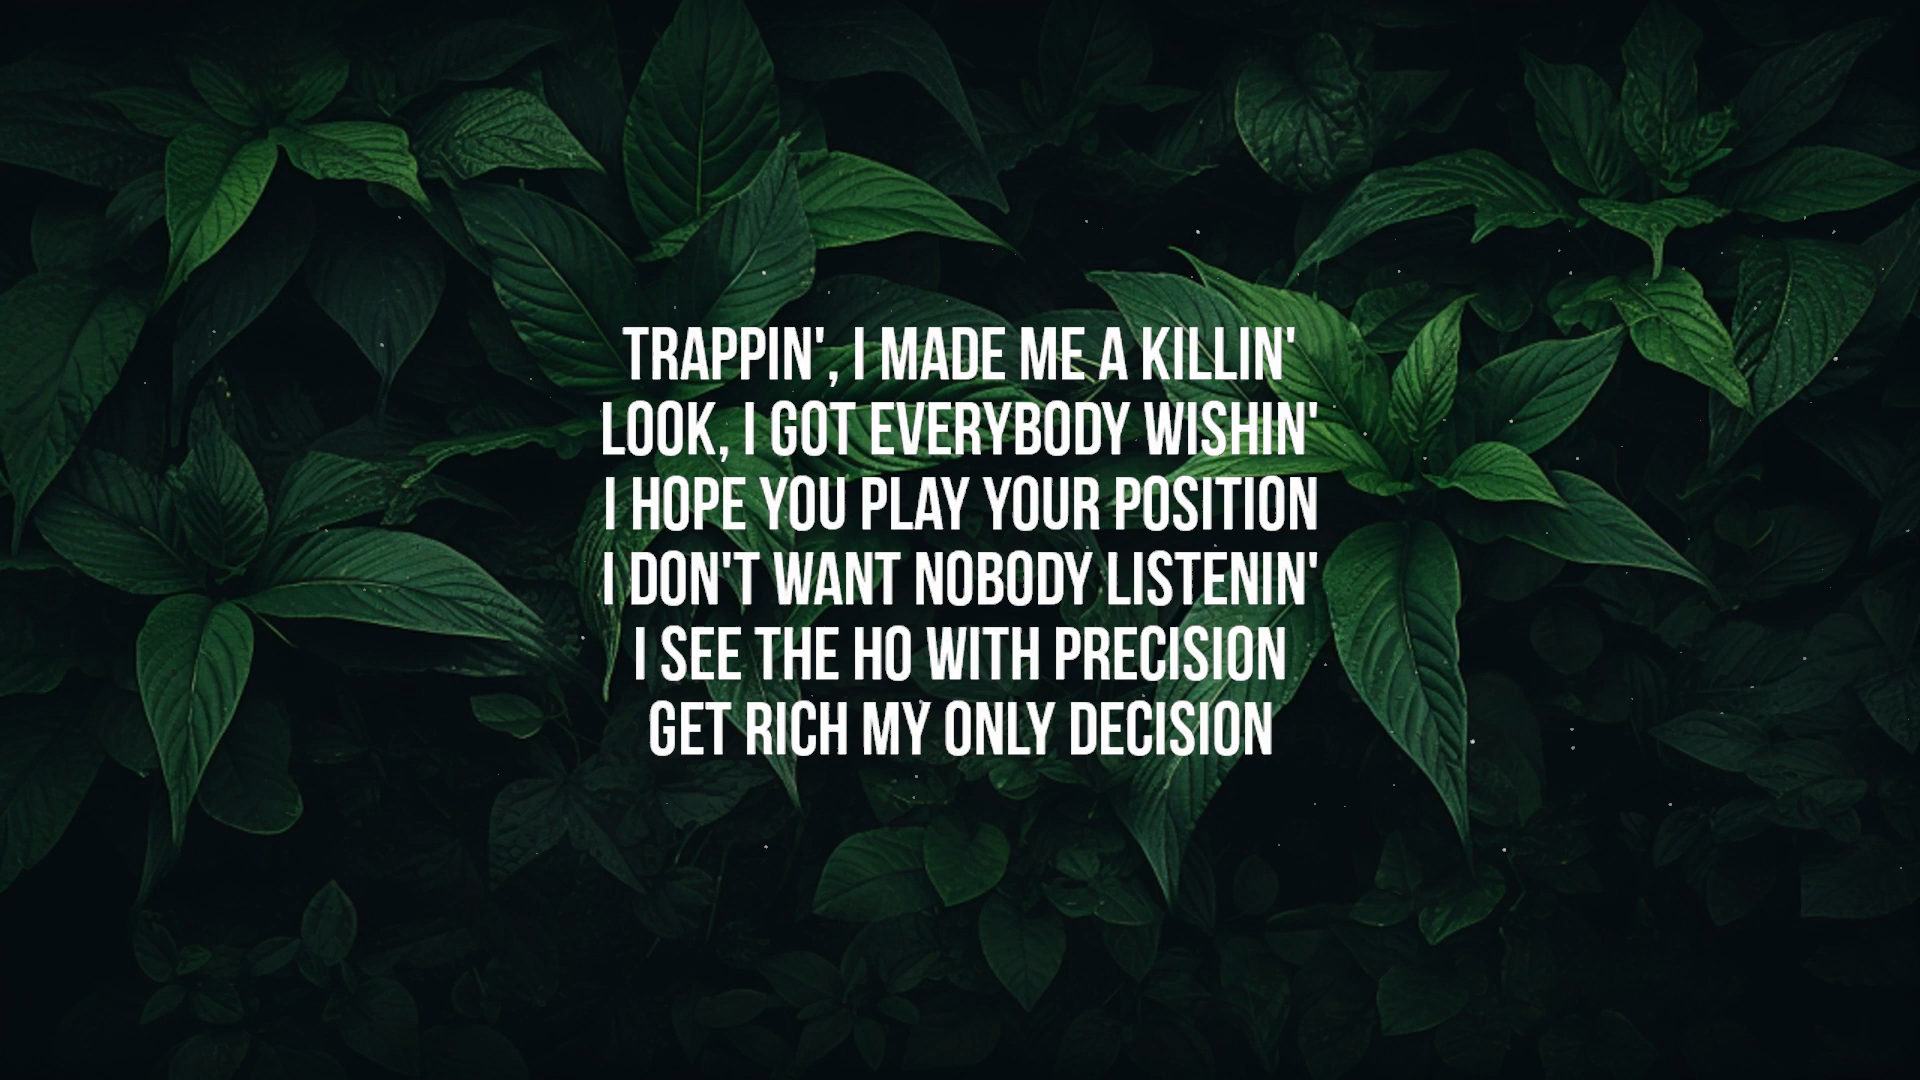 TRAPPIN', I MADE ME A KILLIN'
LOOK, I GOT EVERYBODY WISHIN'
I HOPE YOU PLAY YOUR POSITION
I DON'T WANT NOBODY LISTENIN'
I SEE THE HO WITH PRECISION
GET RICH MY ONLY DECISION